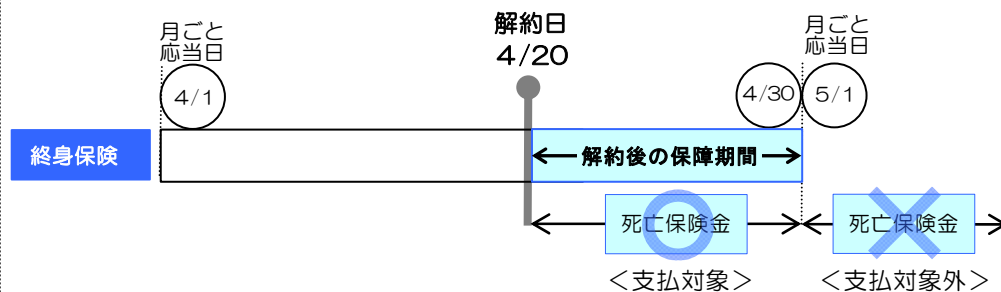 月ごと
応当日
解約日
4/20
月ごと
応当日
4/1
4/30
5/1
終身保険
解約後の保障期間
死亡保険金
死亡保険金
＜支払対象＞
＜支払対象外＞